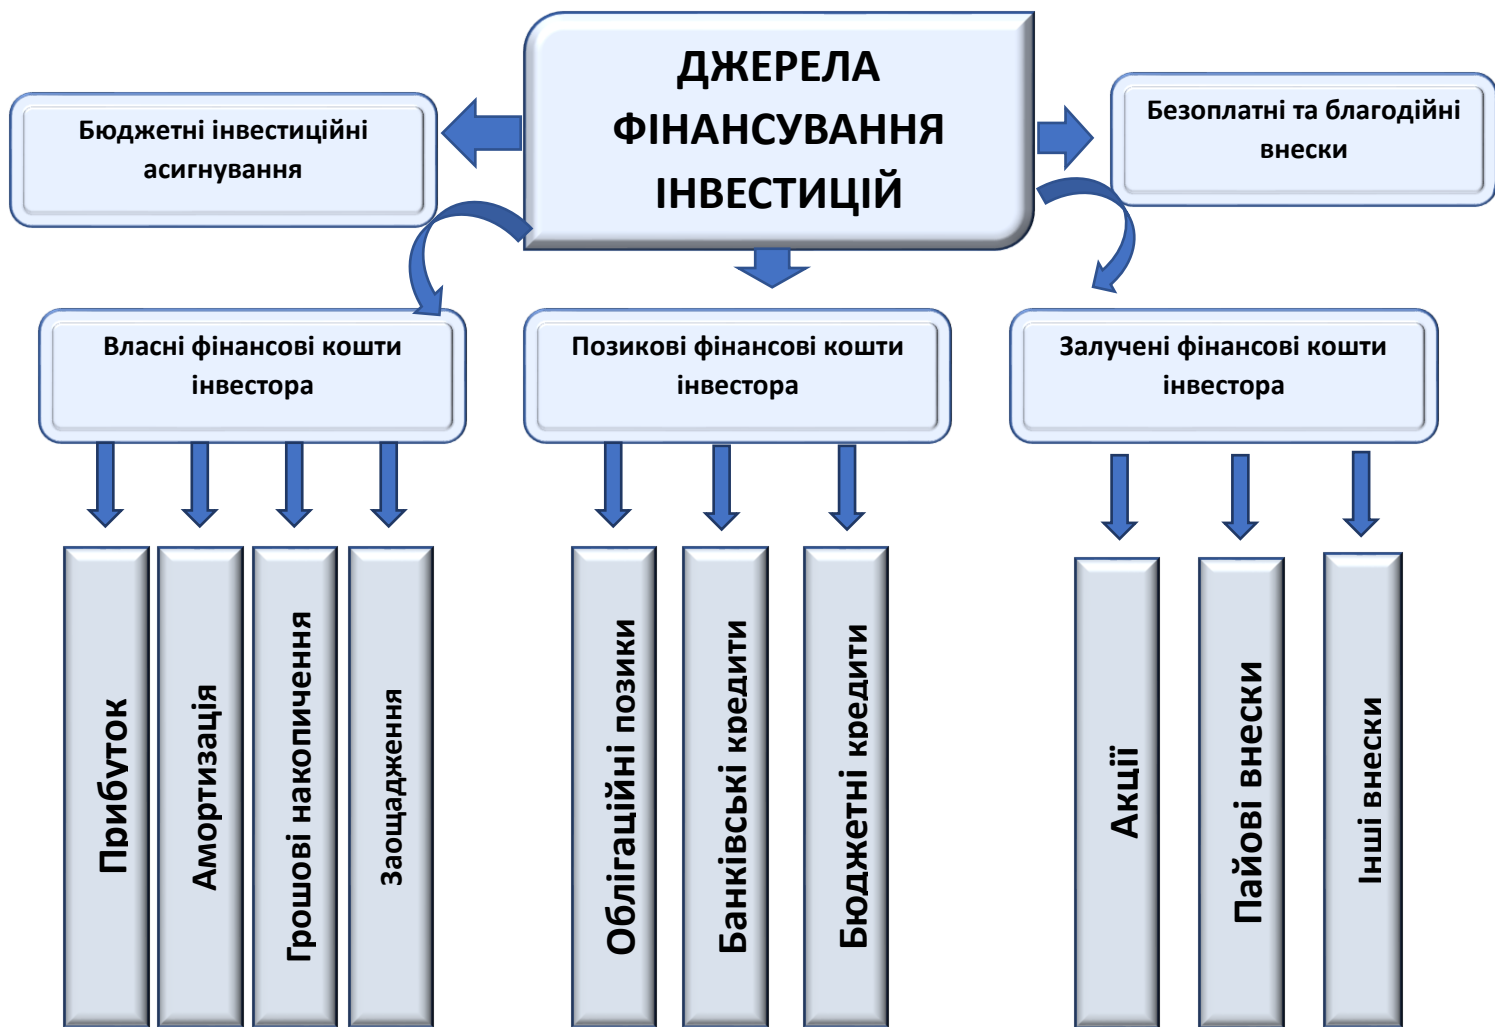 ДЖЕРЕЛА
ФІНАНСУВАННЯ
ІНВЕСТИЦІЙ
Бюджетні інвестиційні
асигнування
Безоплатні та благодійні
внески
Власні фінансові кошти
інвестора
Позикові фінансові кошти
інвестора
Залучені фінансові кошти
інвестора
Прибуток
Амортизація
Грошові накопичення
Заощадження
Облігаційні позики
Банківські кредити
Бюджетні кредити
Акції
Пайові внески
Інші внески